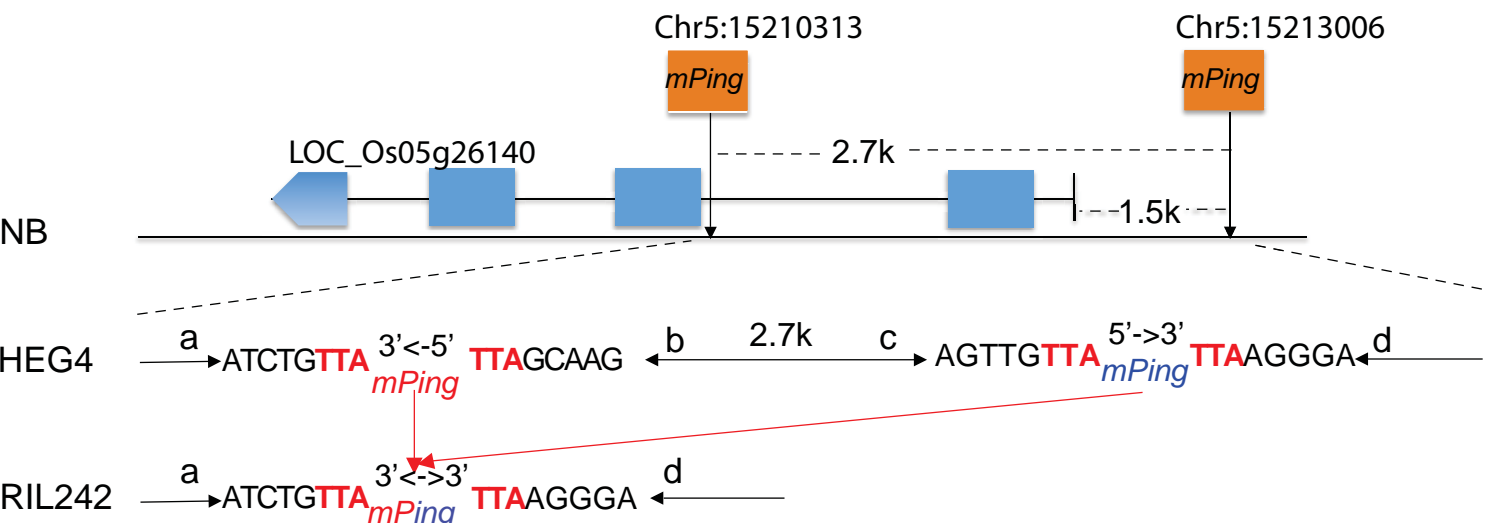 Chr5:15210313
Chr5:15213006
mPing
mPing
LOC_Os05g26140
2.7k
1.5k
NB
HEG4
a
ATCTGTTA
3’<-5’
mPing
TTAGCAAG
b
2.7k
c
AGTTGTTA
5’->3’
mPing
TTAAGGGA
d
RIL242
a
ATCTGTTA
3’<->3’
mPing
TTAAGGGA
d